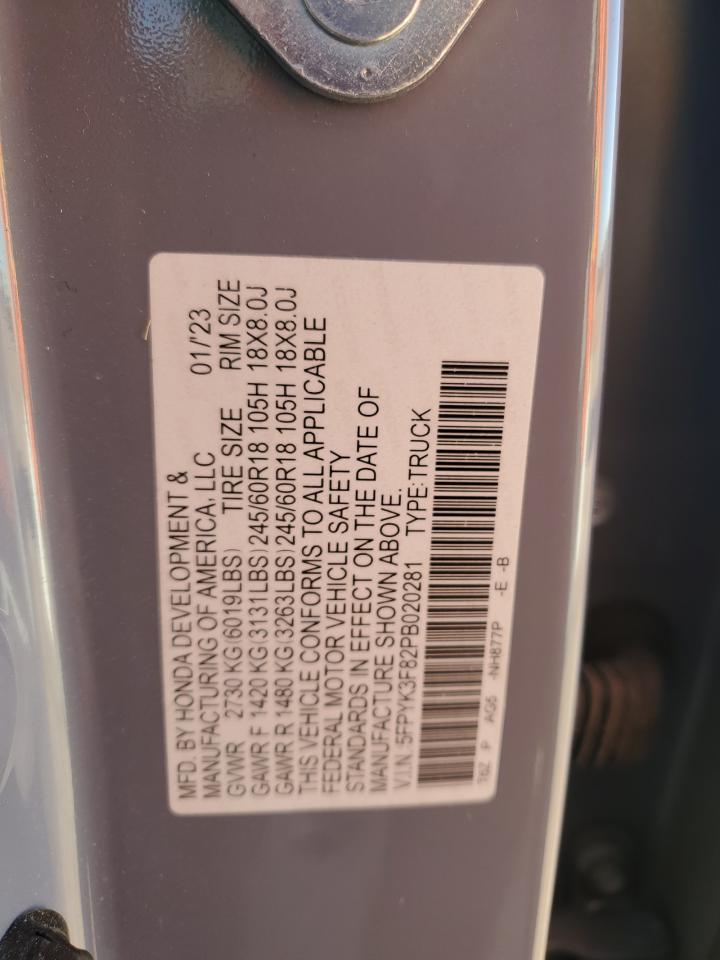 MFD. BY HONDA DEVELOPMENT &
MANUFACTURING OF AMERICA, LLC 01/'23
GVWR 2730 KG(6019LBS) TIRE SIZE RIM SIZE
GAWR F 1420 KG(3131LBS)245/60R18 105H 18X8.0J
GAWR R 1480 KG(3263LBS)245/60R18 105H 18X8.0J
THIS VEHICLE CONFORMS TO ALL APPLICABLE
FEDERAL MOTOR VEHICLE SAFETY
STANDARDS IN EFFECT ON THE DATE OF
MANUFACTURE SHOWN ABOVE.
V.I.N. :5FPYK3F82PB020281 TYPE:TRUCK
T6Z P AG6 -NH877P -E -B